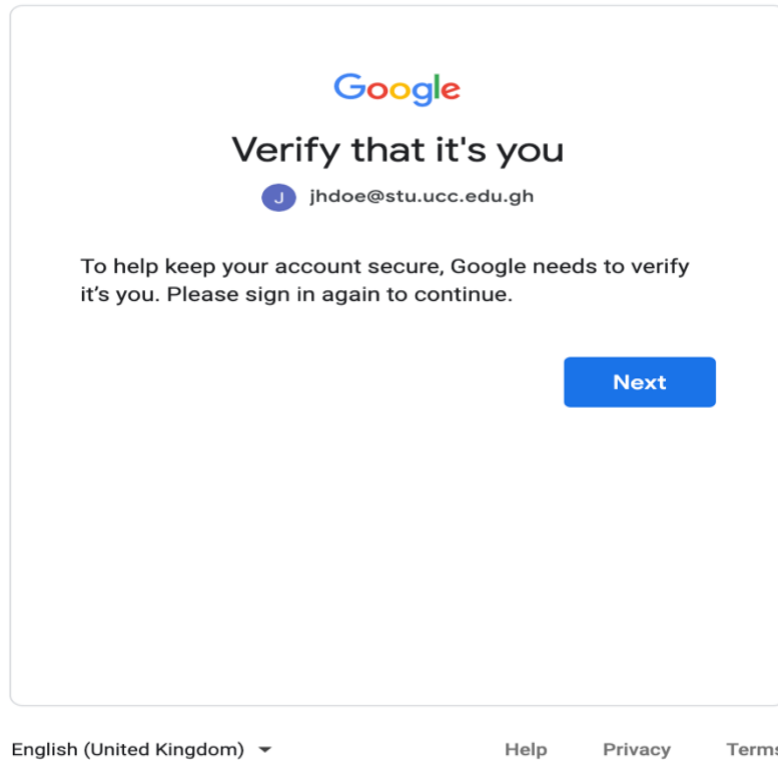 Google
Verify that it's you
J jhdoe@stu.ucc.edu.gh
To help keep your account secure, Google needs to verify
it’s you. Please sign in again to continue.
Next
English (United Kingdom)
Help Privacy Terms